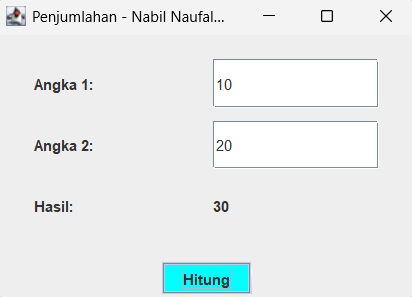 Penjumlahan - Nabil Naufal...
Angka 1: 10
Angka 2: 20
Hasil: 30
Hitung